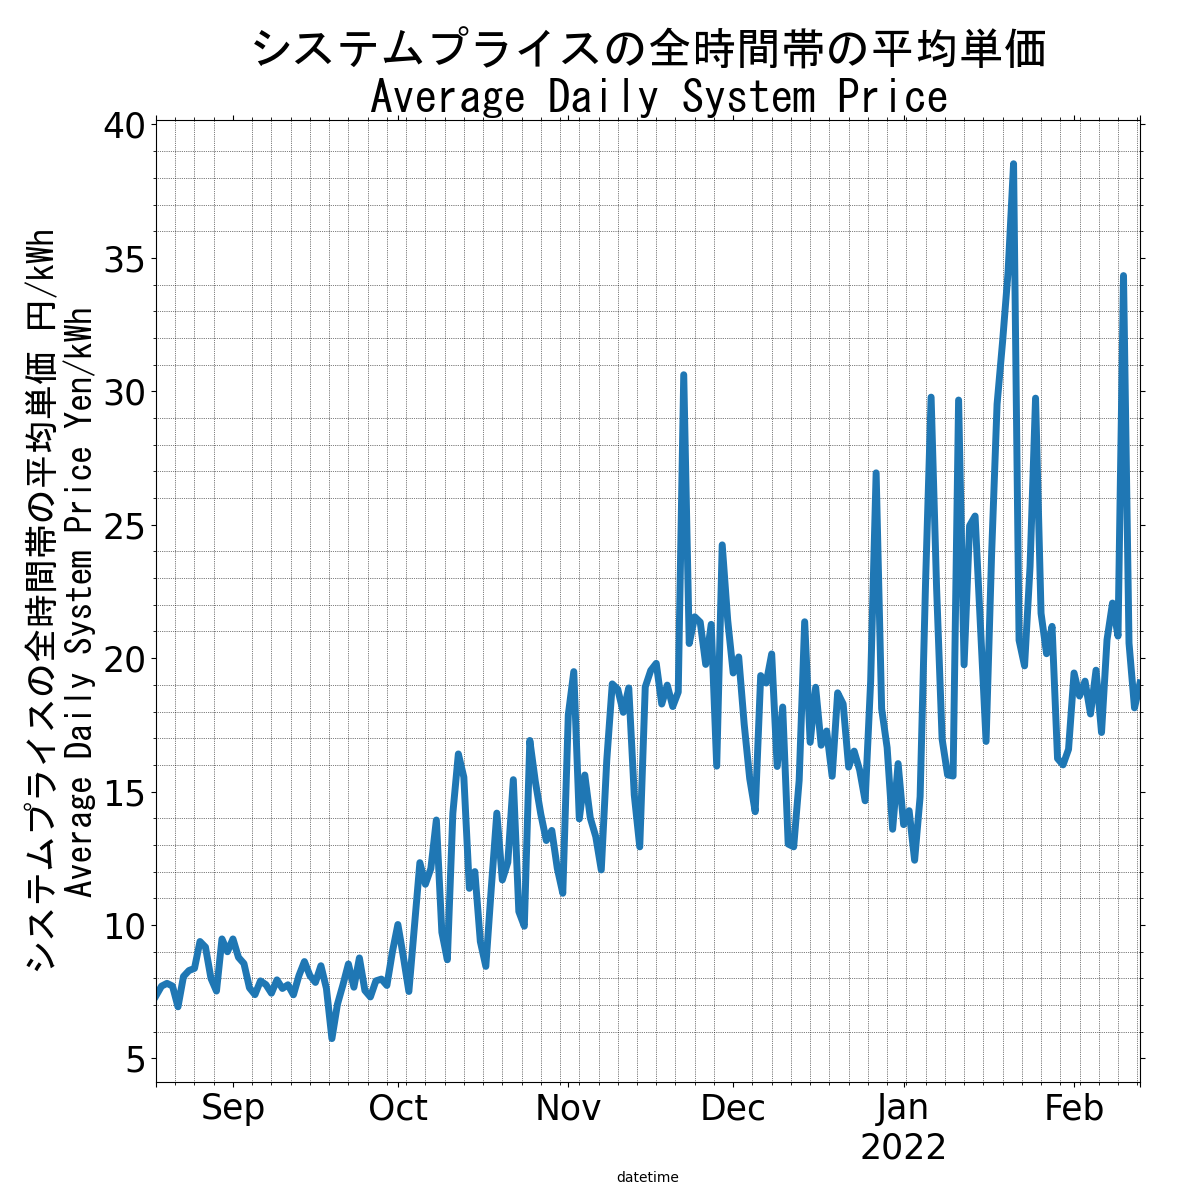 システムプライスの全時間帯の平均単価
Average Daily System Price
システムプライスの全時間帯の平均単価 円/kWh
Average Daily System Price Yen/kWh
40
35
30
25
20
15
10
5
Sep
Oct
Nov
Dec
Jan
2022
Feb
datetime